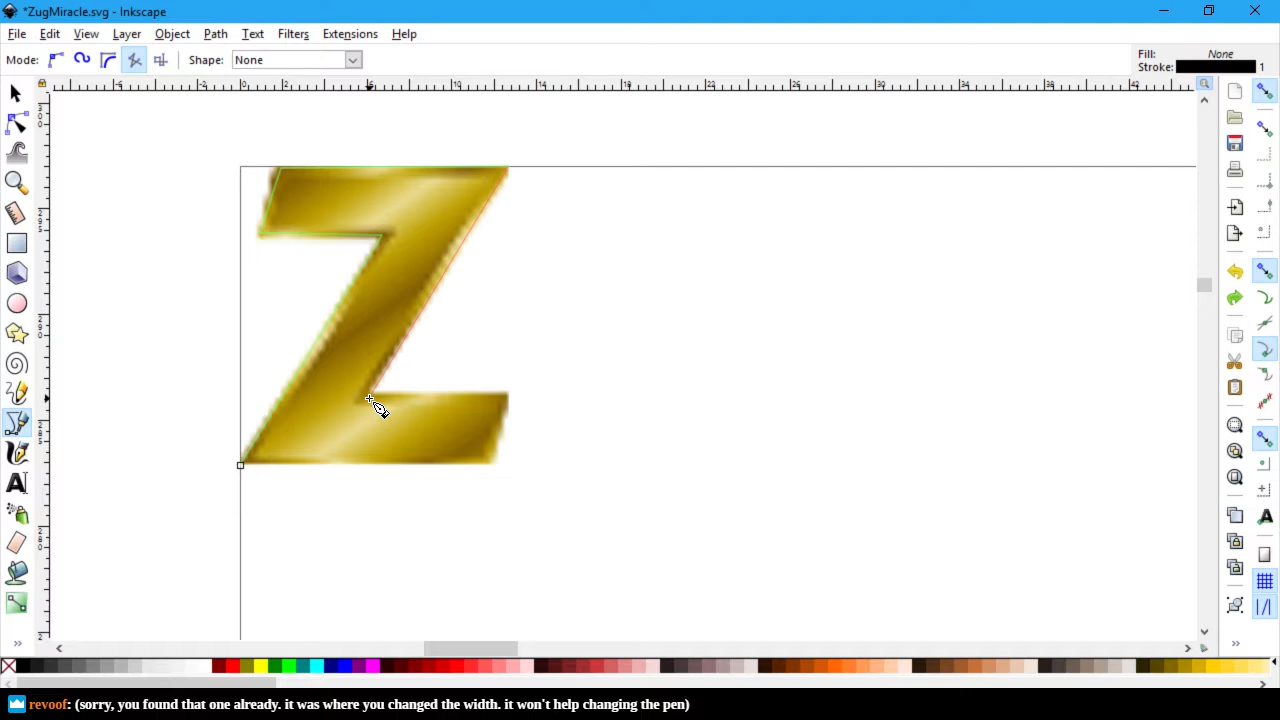 *ZugMiracle.svg - Inkscape
File Edit View Layer Object Path Text Filters Extensions Help
Mode: Shape: None Fill: None
Stroke: 1
revoof: (sorry, you found that one already. it was where you changed the width. it won't help changing the pen)